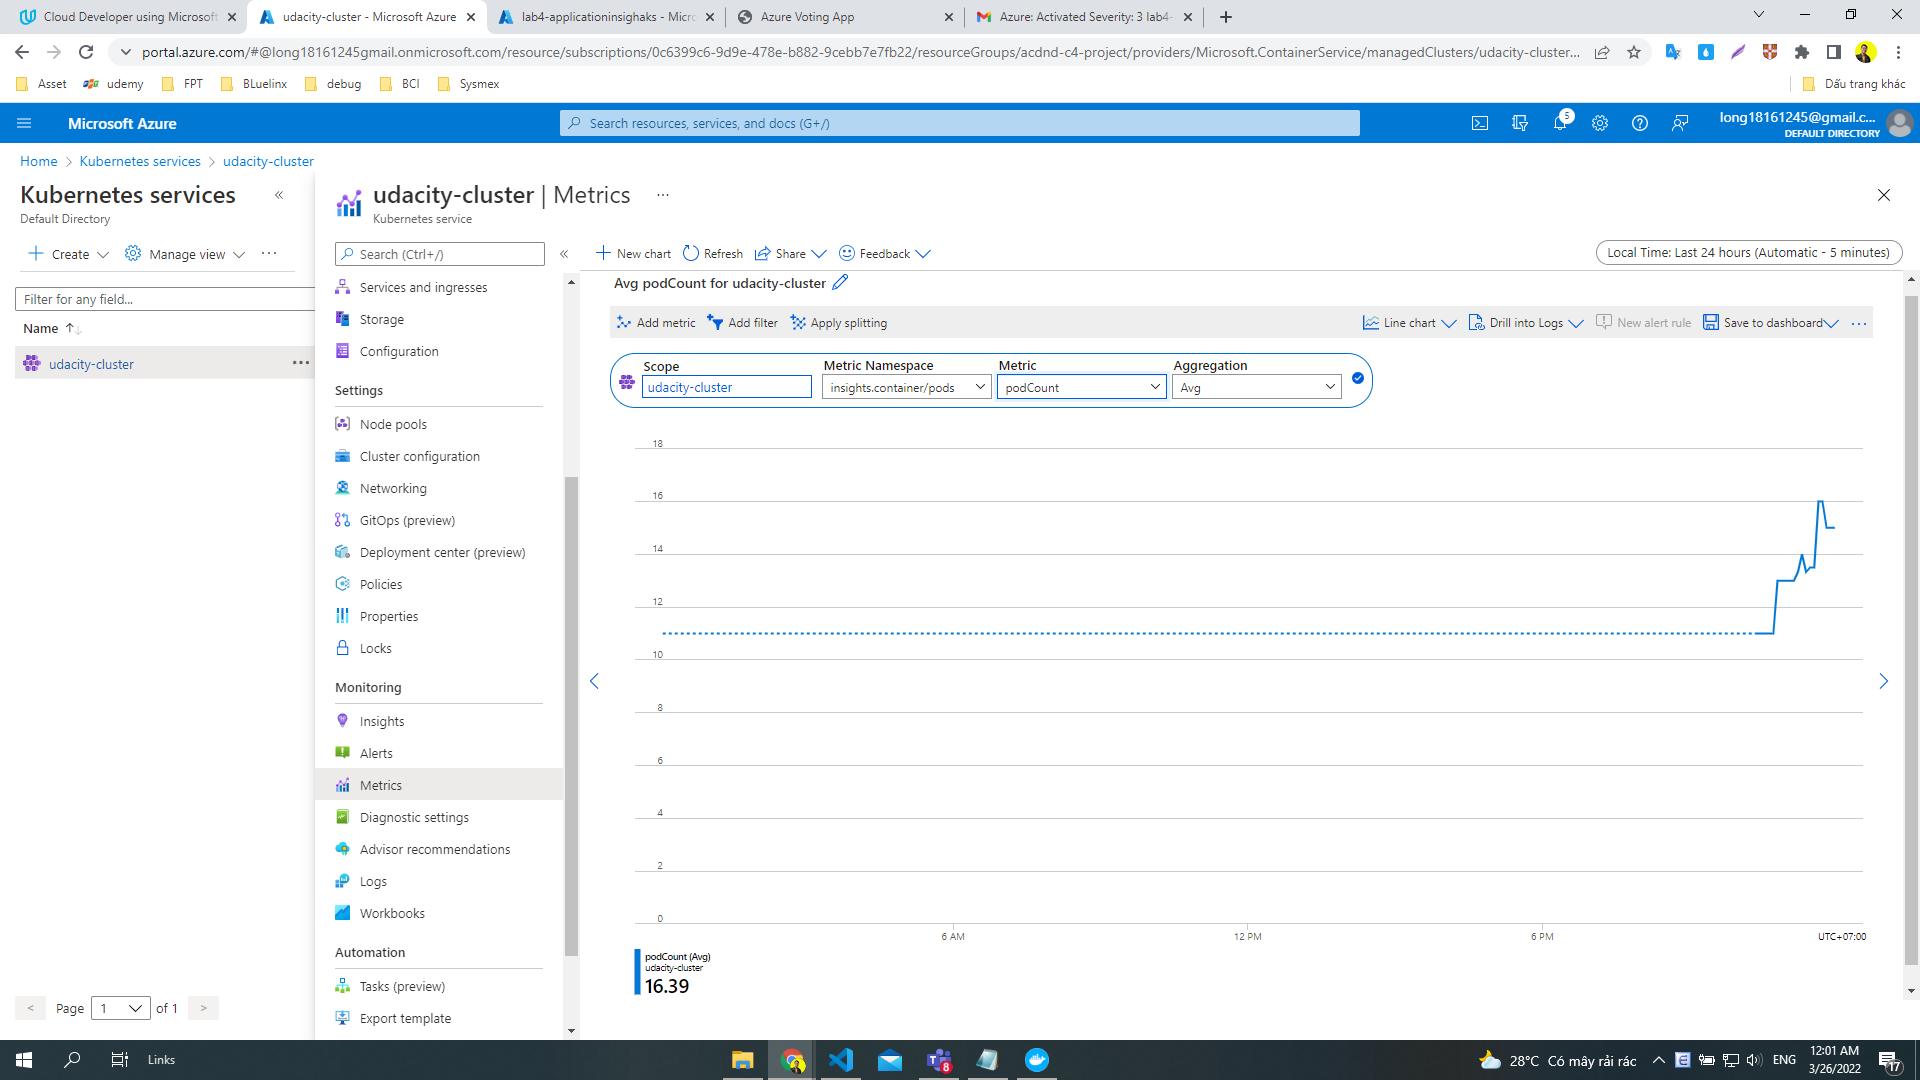 Cloud Developer using Microsoft
udacity-cluster - Microsoft Azure
lab4-applicationinsighaks - Micro
Azure Voting App
Azure: Activated Severity: 3 lab4-
portal.azure.com/#@long18161245gmail.onmicrosoft.com/resource/subscriptions/0c6399c6-9d9e-478e-b882-9cebb7e7fb22/resourceGroups/acdnd-c4-project/providers/Microsoft.ContainerService/managedClusters/udacity-cluster...
Asset
udemy
FPT
BLuelinx
debug
BCI
Sysmex
Dấu trang khác
Microsoft Azure
Search resources, services, and docs (G+/)
5
long18161245@gmail.c...
DEFAULT DIRECTORY
Home > Kubernetes services > udacity-cluster
Kubernetes services
Default Directory
Create
Manage view
Filter for any field...
Name
udacity-cluster
< Page 1 of 1 >
udacity-cluster | Metrics
Kubernetes service
Search (Ctrl+/)
Services and ingresses
Storage
Configuration
Settings
Node pools
Cluster configuration
Networking
GitOps (preview)
Deployment center (preview)
Policies
Properties
Locks
Monitoring
Insights
Alerts
Metrics
Diagnostic settings
Advisor recommendations
Logs
Workbooks
Automation
Tasks (preview)
Export template
New chart
Refresh
Share
Feedback
Local Time: Last 24 hours (Automatic - 5 minutes)
Avg podCount for udacity-cluster
Add metric
Add filter
Apply splitting
Line chart
Drill into Logs
New alert rule
Save to dashboard
Scope
udacity-cluster
Metric Namespace
insights.container/pods
Metric
podCount
Aggregation
Avg
18
16
14
12
10
8
6
4
2
0
6 AM
12 PM
6 PM
UTC+07:00
podCount (Avg)
udacity-cluster
16.39
Links
8
28°C Có mây rải rác
ENG
12:01 AM
3/26/2022
17